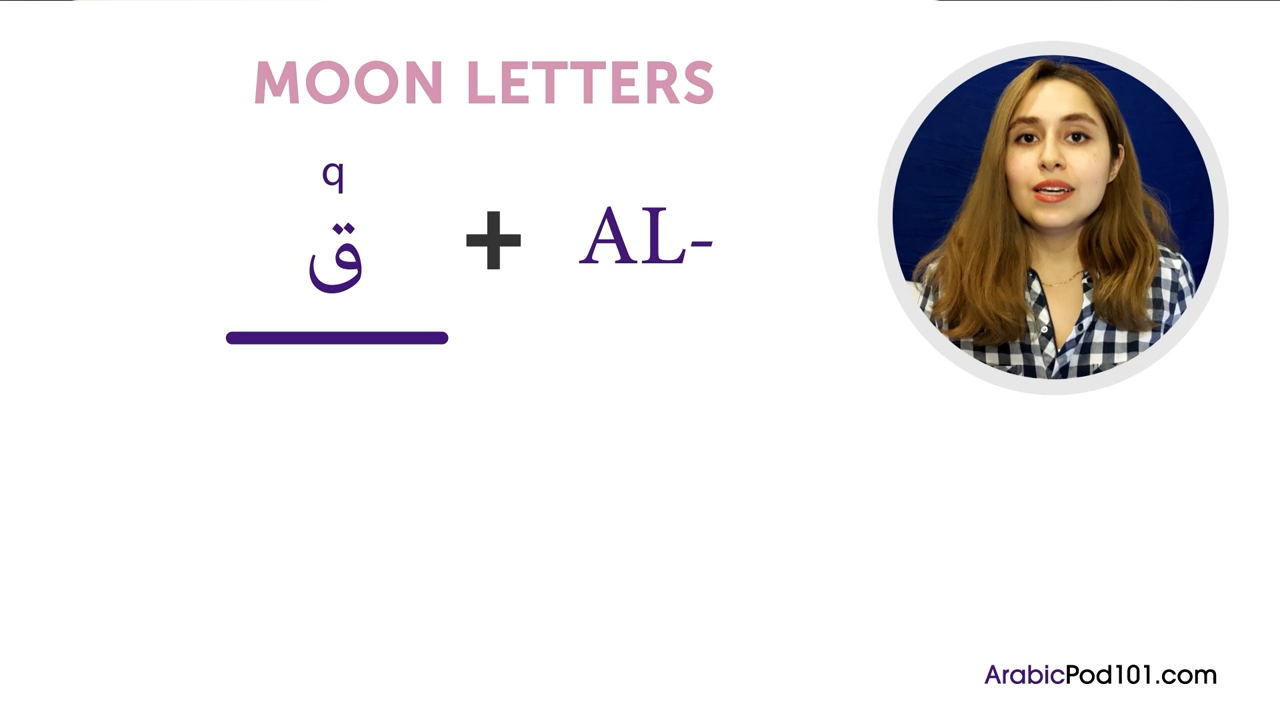 MOON LETTERS
q
ق + AL-
ArabicPod101.com